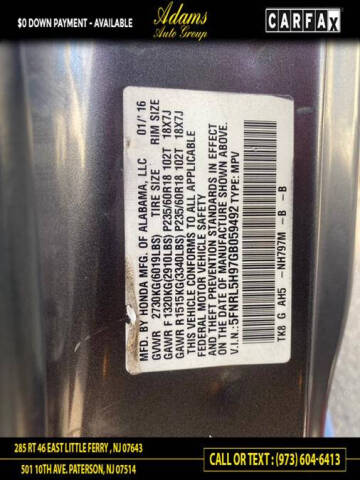 $0 DOWN PAYMENT - AVAILABLE
Adams
Auto Group
CARFAX
MFD. BY HONDA MFG. OF ALABAMA, LLC 01/'16
GVWR 2730KG(6019LBS) TIRE SIZE RIM SIZE
GAWR F 1320KG(2910LBS) P235/60R18 102T 18X7J
GAWR R1515KG(3340LBS) P235/60R18 102T 18X7J
THIS VEHICLE CONFORMS TO ALL APPLICABLE
FEDERAL MOTOR VEHICLE SAFETY
AND THEFT PREVENTION STANDARDS IN EFFECT
ON THE DATE OF MANUFACTURE SHOWN ABOVE.
V.I.N.: 5FNRL5H97GB059492 TYPE: MPV
TK8 G AH5 -NH797M -B -B
285 RT 46 EAST LITTLE FERRY , NJ 07643
501 10TH AVE. PATERSON, NJ 07514
CALL OR TEXT : (973) 604-6413